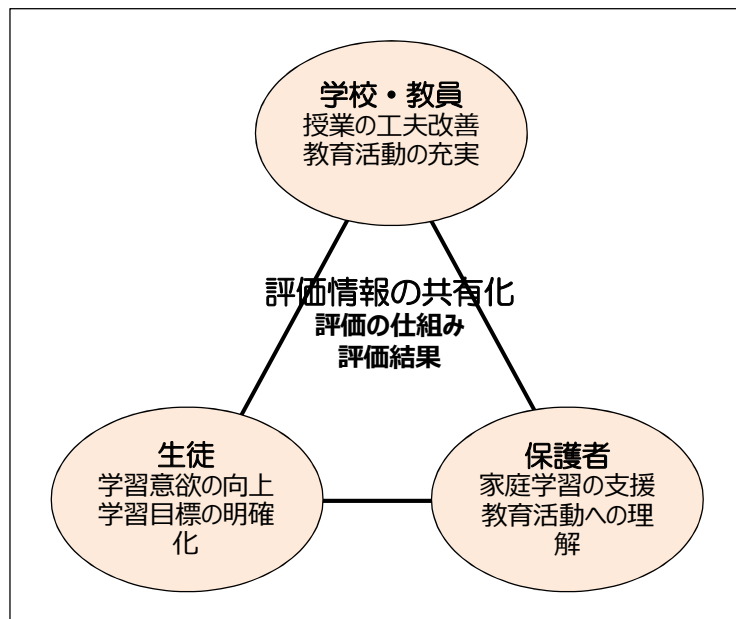 学校・教員
授業の工夫改善
教育活動の充実
評価情報の共有化
評価の仕組み
評価結果
生徒
学習意欲の向上
学習目標の明確
化
保護者
家庭学習の支援
教育活動への理
解